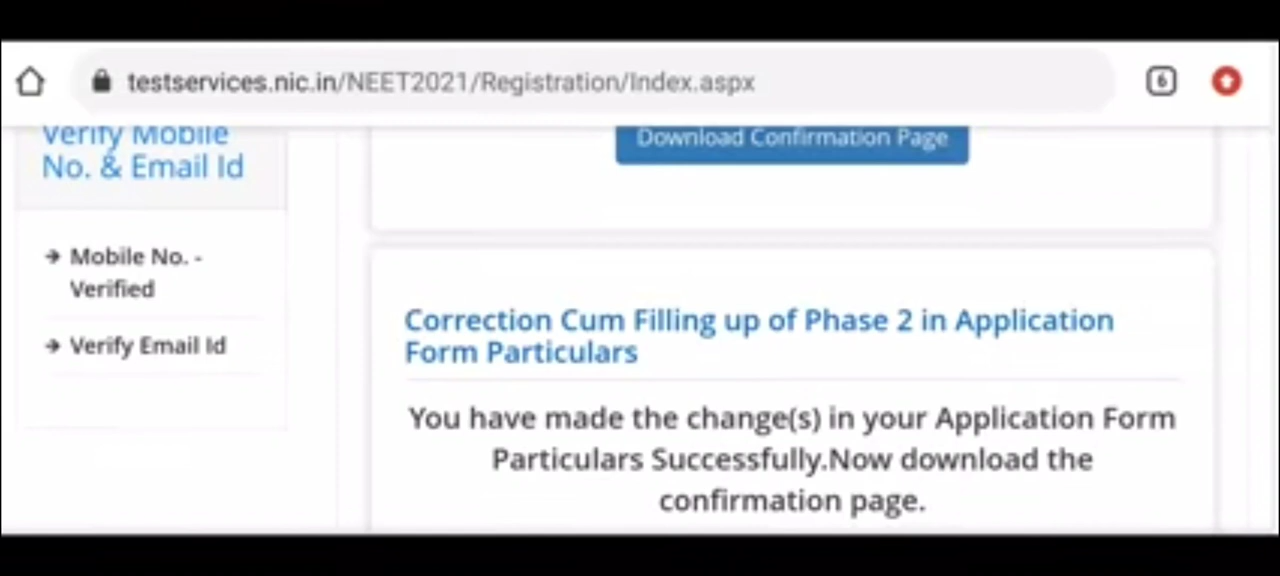 testservices.nic.in/NEET2021/Registration/Index.aspx
6
Verify Mobile
No. & Email Id
Mobile No. -
Verified
Verify Email Id
Download Confirmation Page
Correction Cum Filling up of Phase 2 in Application
Form Particulars
You have made the change(s) in your Application Form
Particulars Successfully.Now download the
confirmation page.